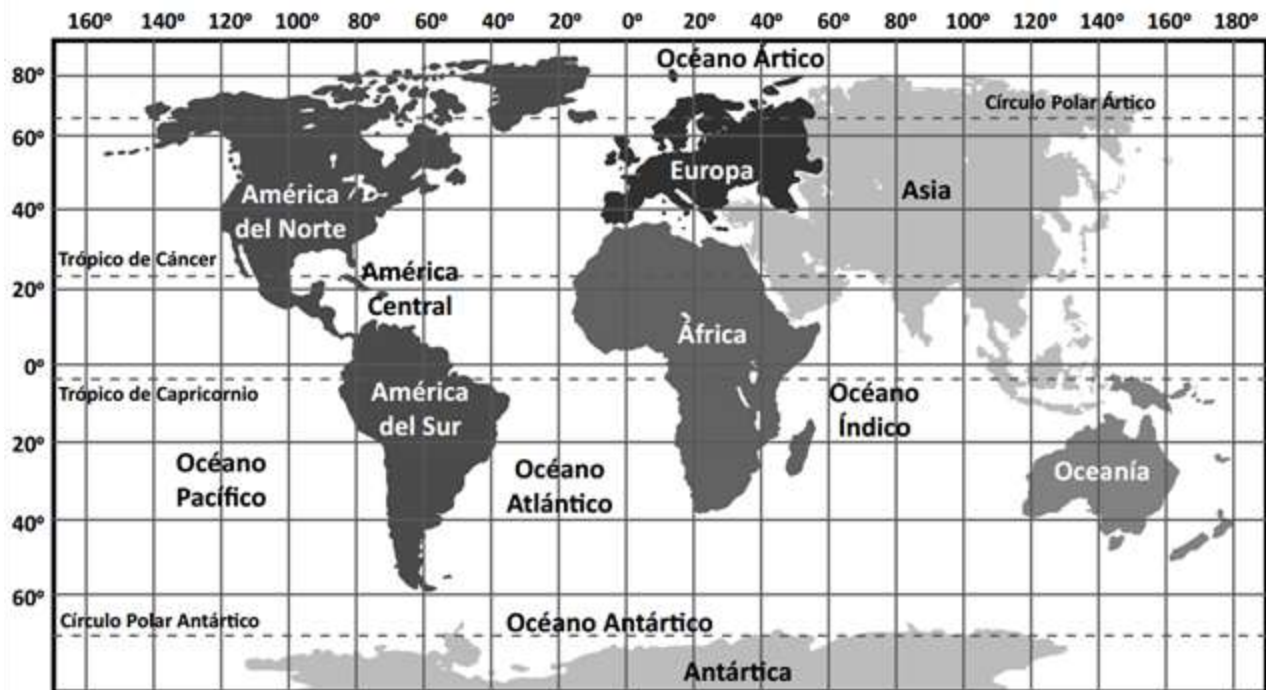 160º 140º 120º 100º 80º 60º 40º 20º 0º 20º 40º 60º 80º 100º 120º 140º 160º 180º
Océano Ártico
80º
Círculo Polar Ártico
60º
Europa
América
del Norte
Asia
40º
Trópico de Cáncer
América
Central
20º
África
0º
Trópico de Capricornio
América
del Sur
Océano
Índico
20º
Océano
Pacífico
Océano
Atlántico
Oceanía
40º
60º
Círculo Polar Antártico
Océano Antártico
Antártica